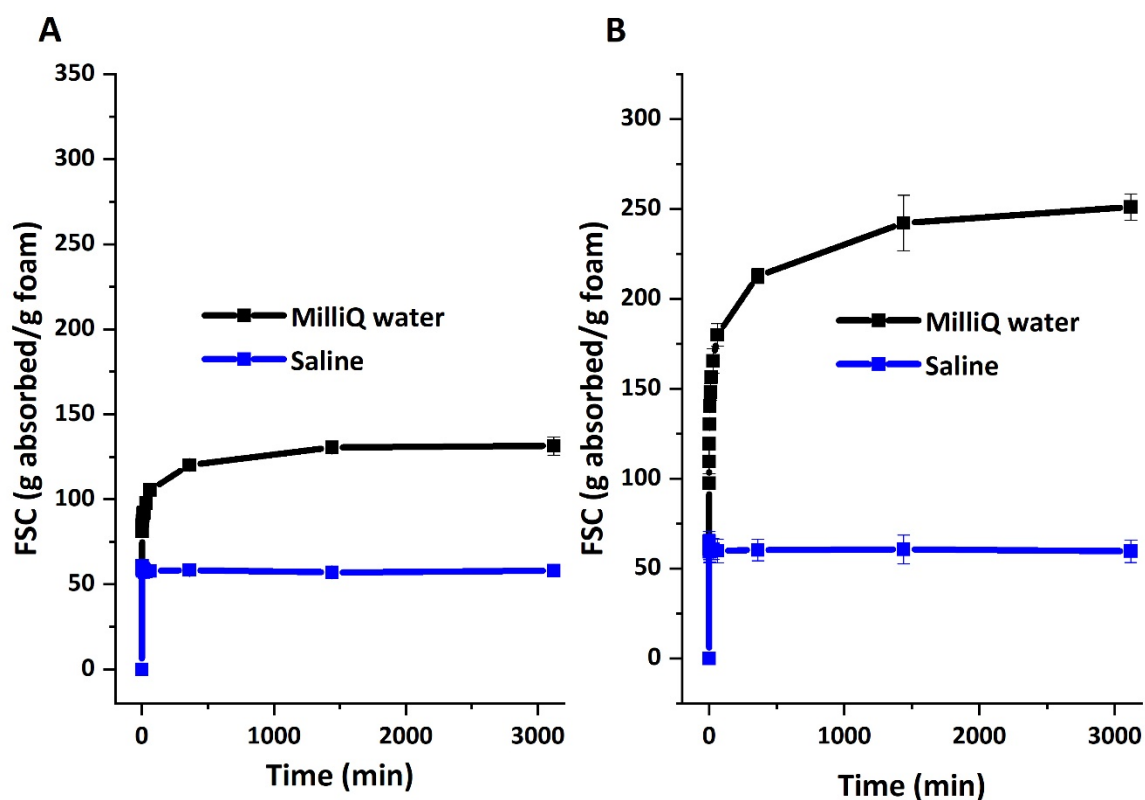 A
FSC (g absorbed/g foam)
350
300
250
200
150
100
50
0
MilliQ water
Saline
0 1000 2000 3000
Time (min)
B
FSC (g absorbed/g foam)
300
250
200
150
100
50
0
MilliQ water
Saline
0 1000 2000 3000
Time (min)